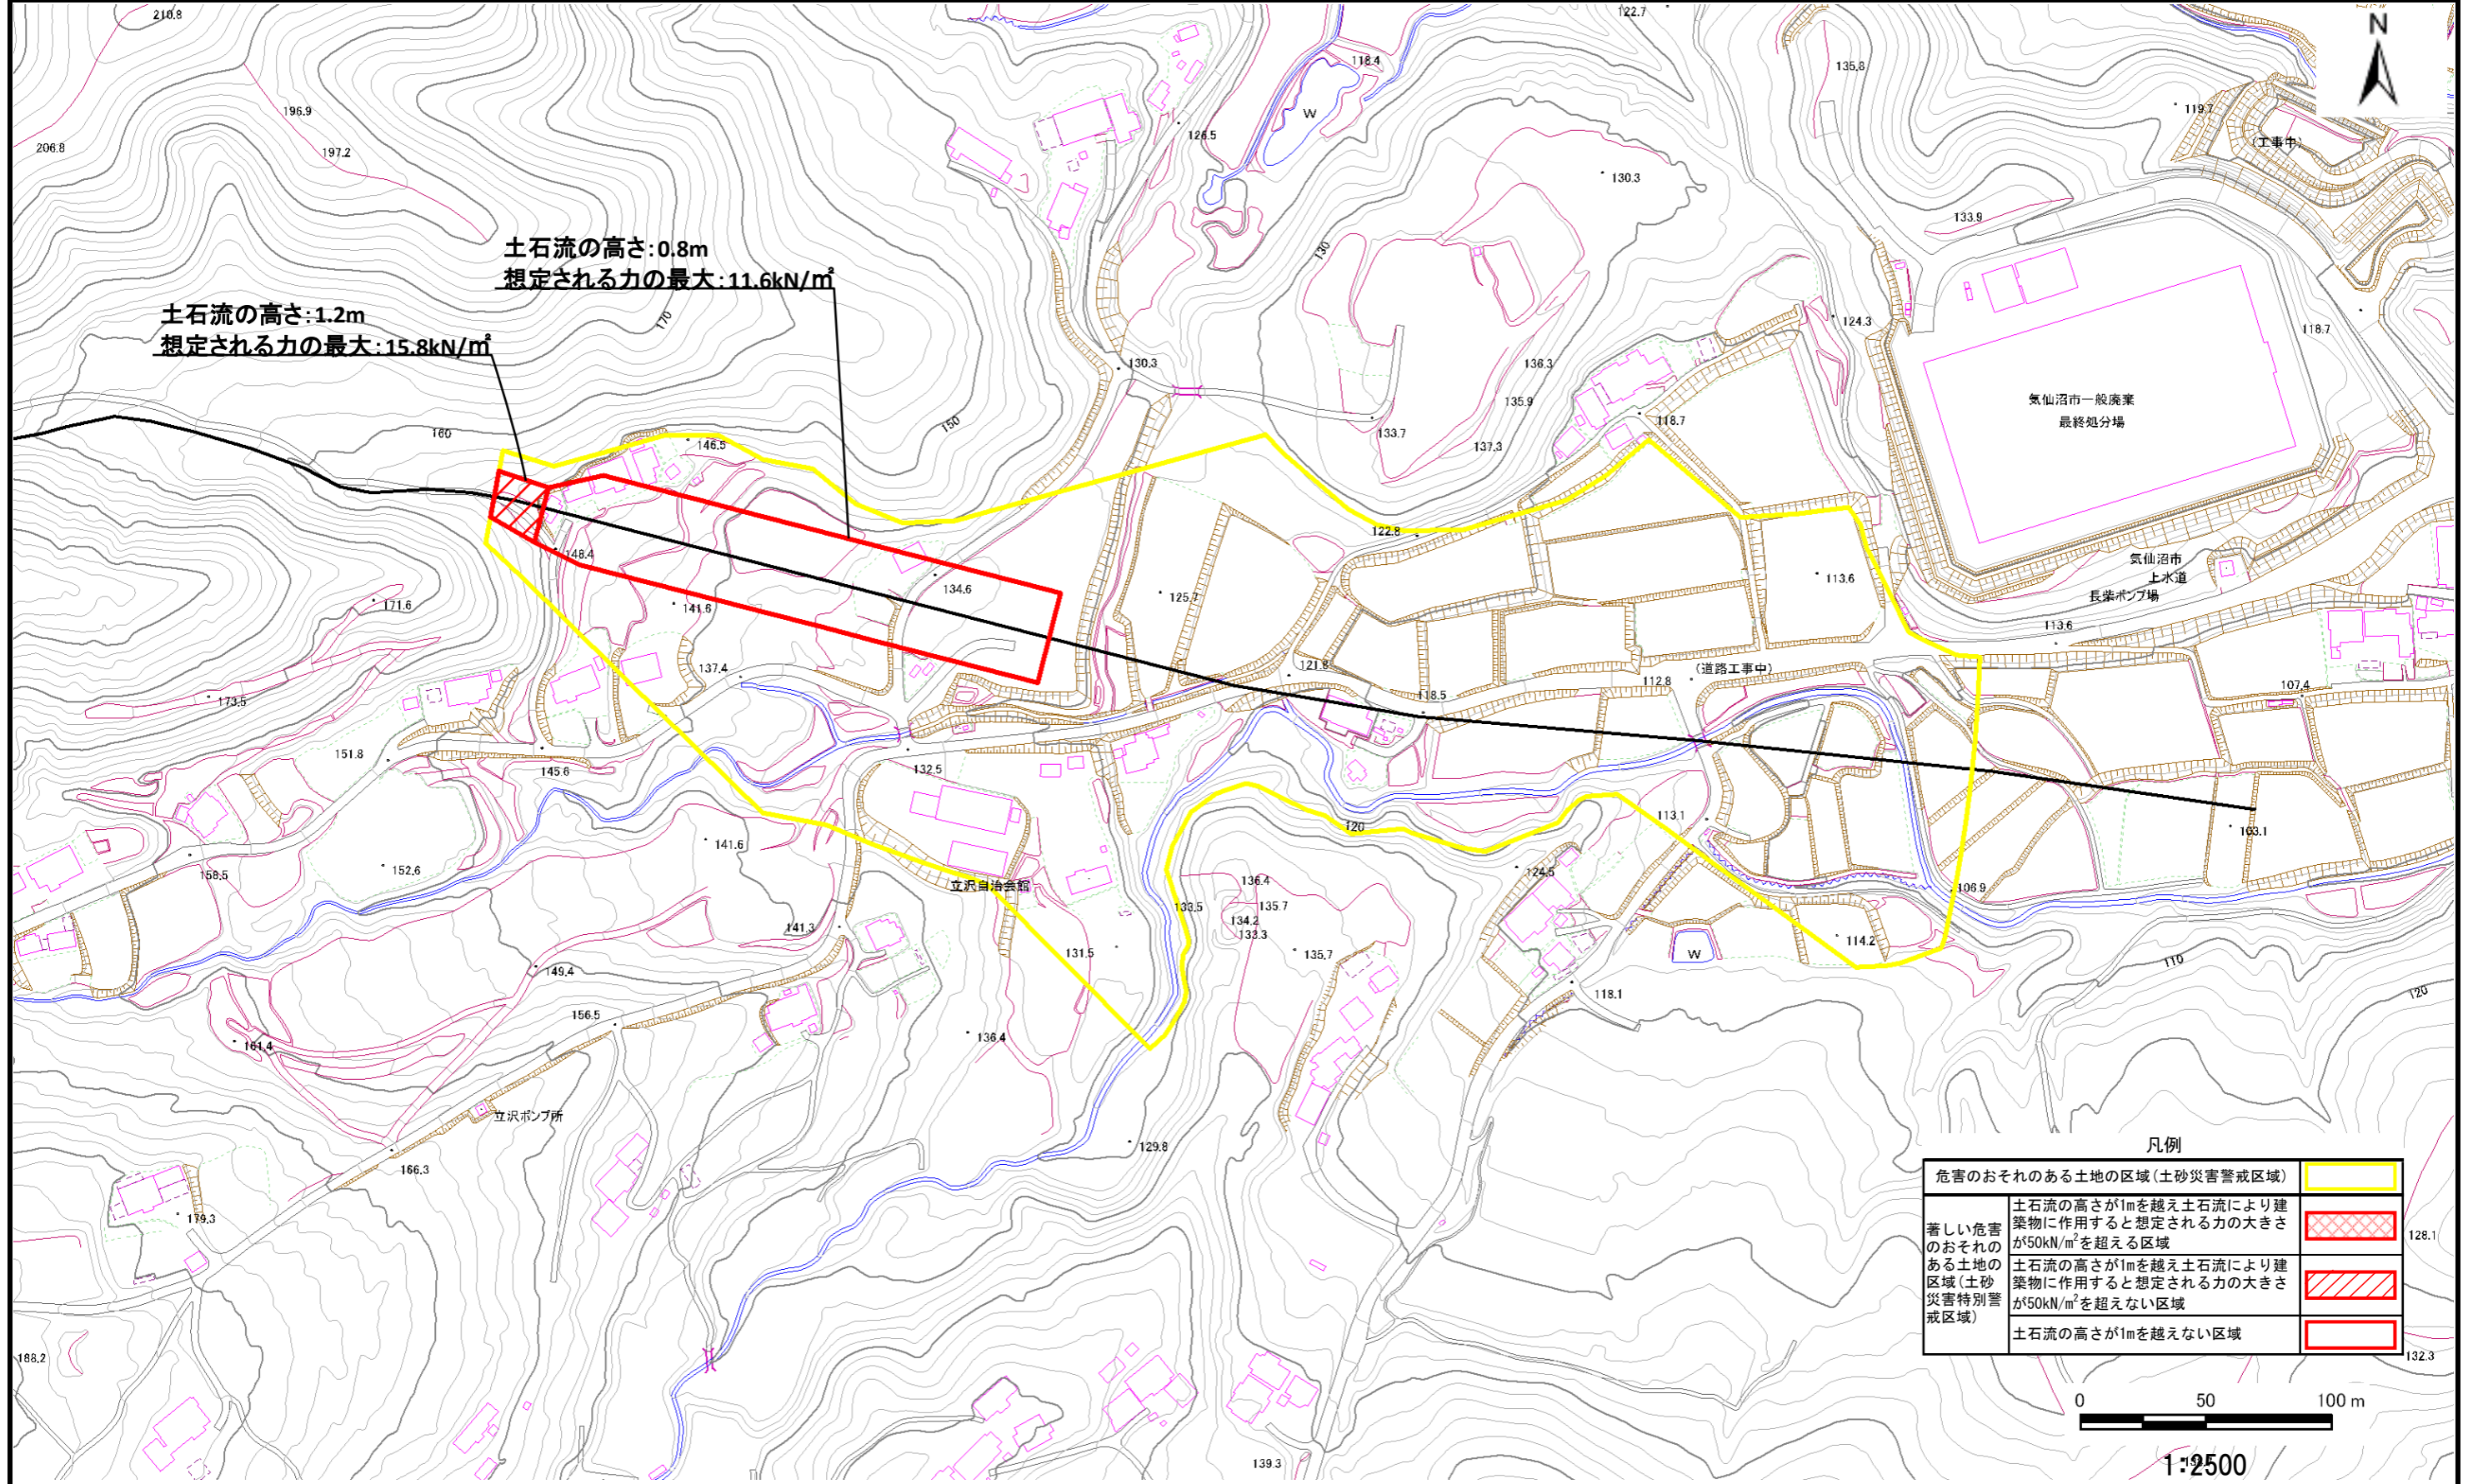 210.8
122.7
N
118.4
135.8
196.9
W
119.7
126.5
(工事中)
206.8
197.2
130.3
133.9
土石流の高さ:0.8m
想定される力の最大:11.6kN/㎡
130
土石流の高さ:1.2m
想定される力の最大:15.8kN/㎡
170
124.3
118.7
130.3
136.3
135.9
気仙沼市一般廃棄
最終処分場
118.7
150
160
133.7
146.5
137.3
122.8
148.4
気仙沼市
上水道
長柴ポンプ場
134.6
113.6
125.7
171.6
141.6
113.6
137.4
121.8
(道路工事中)
112.8
107.4
173.5
118.5
151.8
145.6
132.5
113.1
120
103.1
141.6
152.6
158.5
124.5
立沢自治会館
136.4
106.9
133.5
135.7
134.2
133.3
141.3
131.5
135.7
114.2
W
110
149.4
118.1
120
156.5
136.4
161.4
立沢ポンプ所
129.8
166.3
凡例
危害のおそれのある土地の区域(土砂災害警戒区域)
著しい危害
のおそれの
ある土地の
区域(土砂
災害特別警
戒区域)
土石流の高さが1mを越え土石流により建
築物に作用すると想定される力の大きさ
が50kN/㎡を超える区域
土石流の高さが1mを越え土石流により建
築物に作用すると想定される力の大きさ
が50kN/㎡を超えない区域
土石流の高さが1mを越えない区域
179.3
128.1
188.2
132.3
0 50 100 m
139.3
1:2500